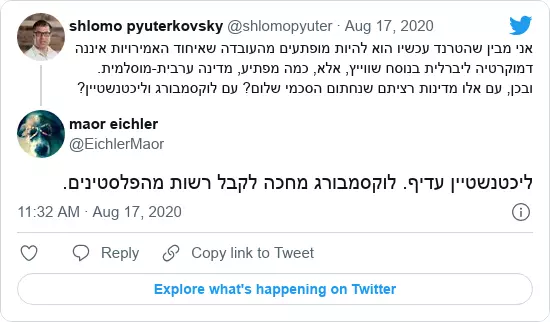 shlomo pyuterkovsky @shlomopyuter · Aug 17, 2020
אני מבין שהטרנד עכשיו הוא להיות מופתעים מהעובדה שאיחוד האמירויות איננה
דמוקרטיה ליברלית בנוסח שווייץ, אלא, כמה מפתיע, מדינה ערבית-מוסלמית.
ובכן, עם אלו מדינות רציתם שנחתום הסכמי שלום? עם לוקסמבורג וליכטנשטיין?
maor eichler
@EichlerMaor
ליכטנשטיין עדיף. לוקסמבורג מחכה לקבל רשות מהפלסטינים.
11:32 AM · Aug 17, 2020
Reply
Copy link to Tweet
Explore what's happening on Twitter